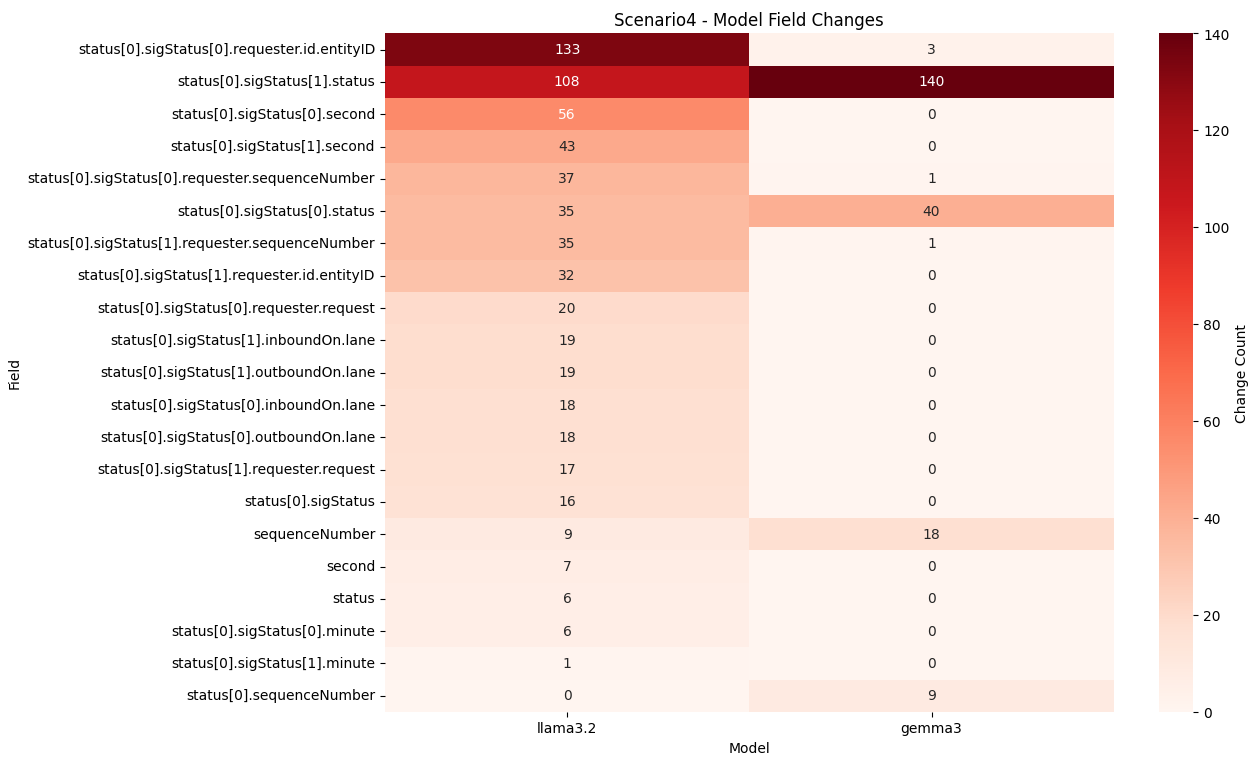 Scenario4 - Model Field Changes
status[0].sigStatus[0].requester.id.entityID 133 3
status[0].sigStatus[1].status 108 140
status[0].sigStatus[0].second 56 0
status[0].sigStatus[1].second 43 0
status[0].sigStatus[0].requester.sequenceNumber 37 1
status[0].sigStatus[0].status 35 40
status[0].sigStatus[1].requester.sequenceNumber 35 1
status[0].sigStatus[1].requester.id.entityID 32 0
status[0].sigStatus[0].requester.request 20 0
status[0].sigStatus[1].inboundOn.lane 19 0
status[0].sigStatus[1].outboundOn.lane 19 0
status[0].sigStatus[0].inboundOn.lane 18 0
status[0].sigStatus[0].outboundOn.lane 18 0
status[0].sigStatus[1].requester.request 17 0
status[0].sigStatus 16 0
sequenceNumber 9 18
second 7 0
status 6 0
status[0].sigStatus[0].minute 6 0
status[0].sigStatus[1].minute 1 0
status[0].sequenceNumber 0 9
llama3.2 gemma3
Model
Field
140
120
100
80
60
40
20
0
Change Count